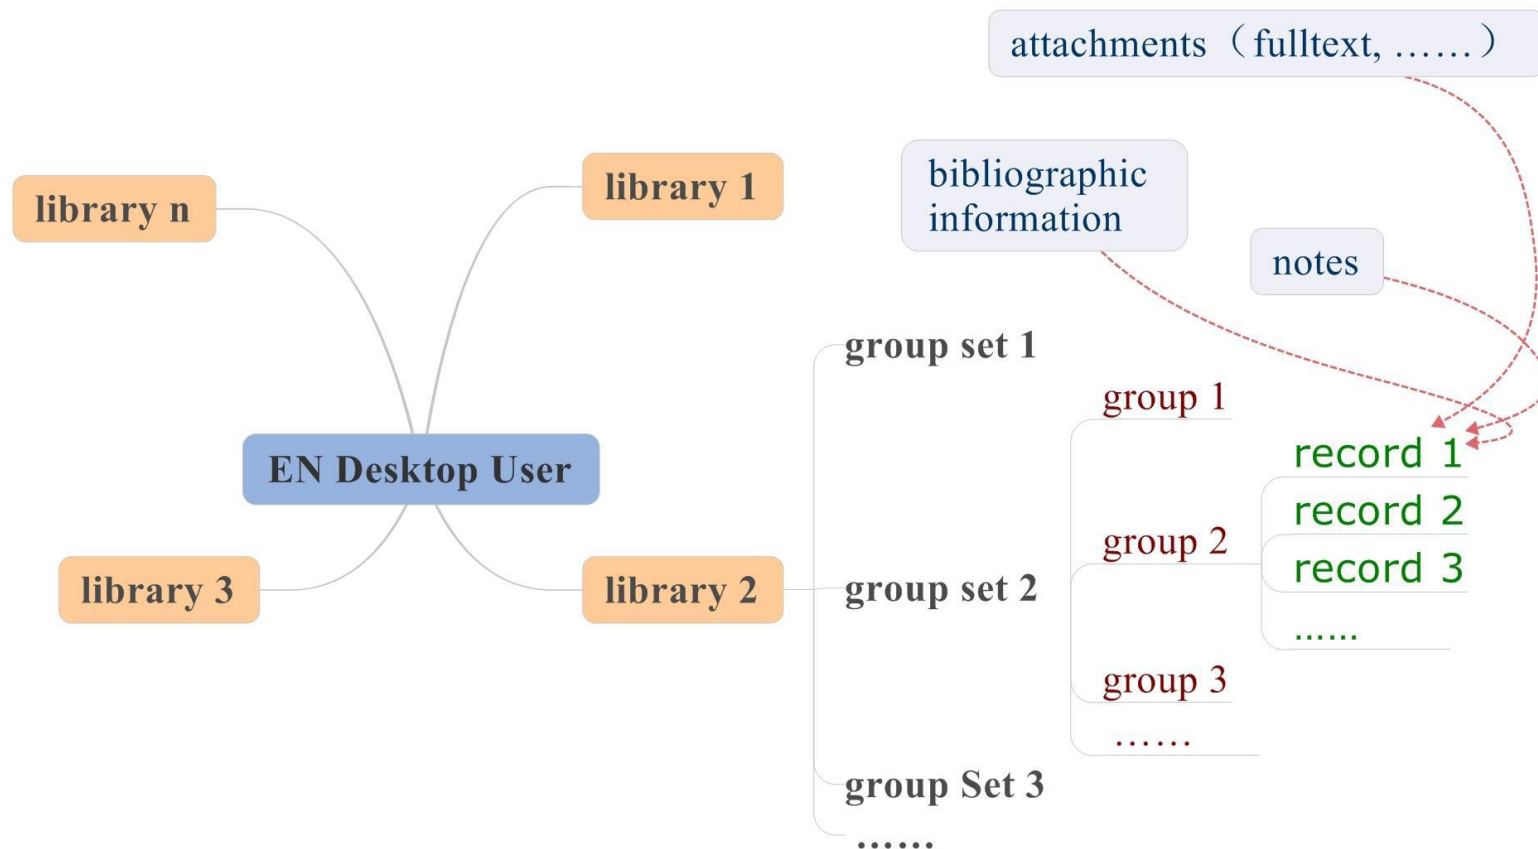 attachments（fulltext, ……）
bibliographic
information
notes
library n
library 1
EN Desktop User
library 3
library 2
group set 1
group set 2
group Set 3
……
group 1
group 2
group 3
……
record 1
record 2
record 3
……